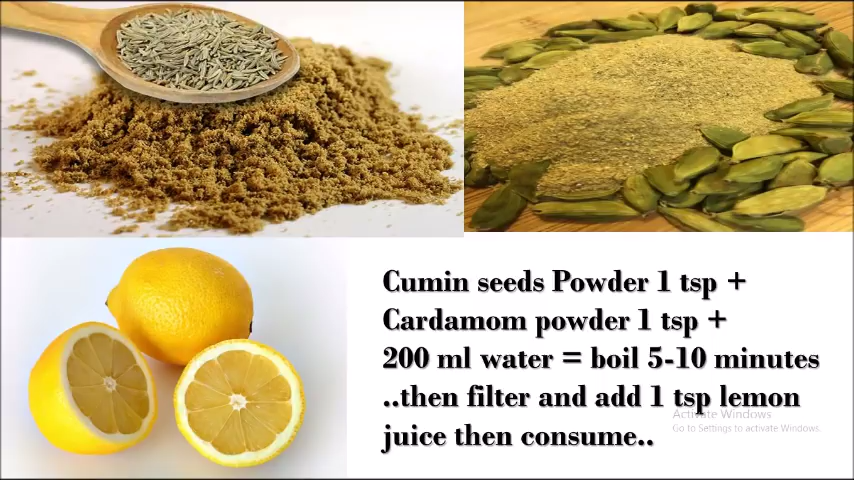 Cumin seeds Powder 1 tsp +
Cardamom powder 1 tsp +
200 ml water = boil 5-10 minutes
..then filter and add 1 tsp lemon
Activate Windows
Go to Settings to activate Windows.
juice then consume..